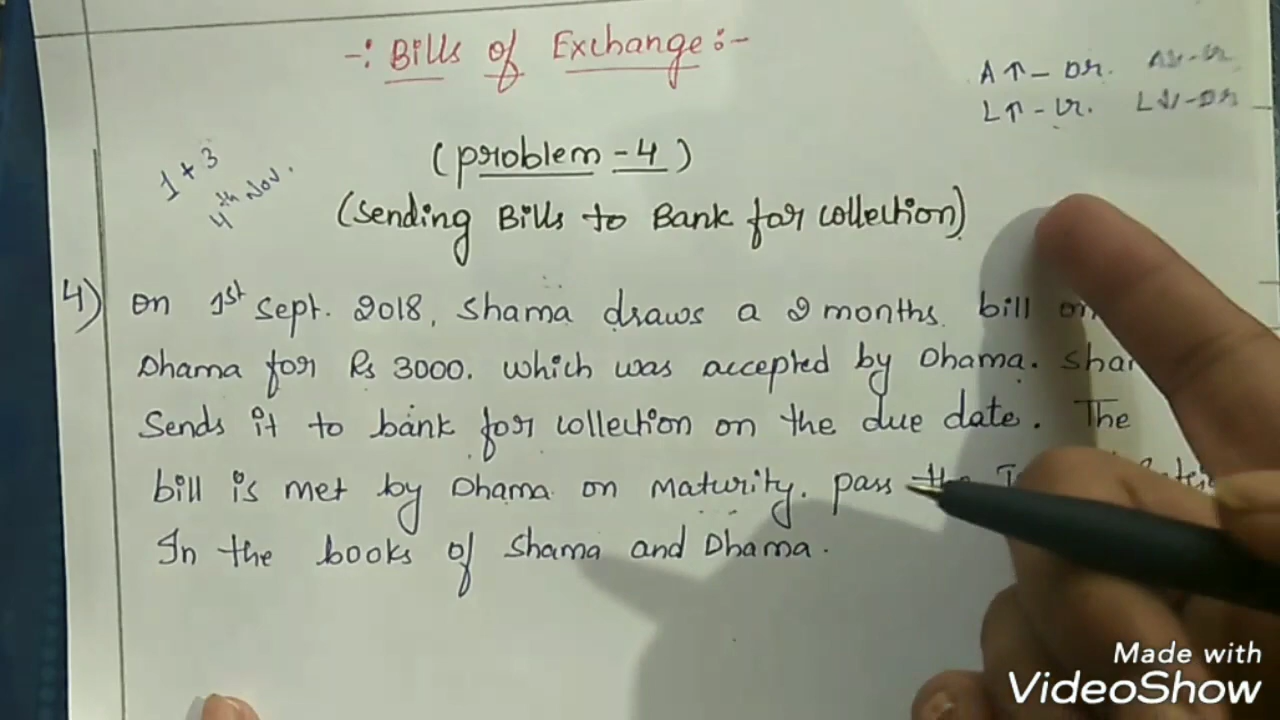 -: Bills of Exchange :-
A↑ - Dr. A↓ - Cr
L↑ - Cr. L↓ - Dr
1 + 3
4th Nov.
(problem - 4)
(Sending Bills to Bank for collection)
4) On 1st Sept. 2018, Shama draws a 2 months bill on
Dhama for Rs 3000. which was accepted by Dhama.
Sends it to bank for collection on the due date. The
bill is met by Dhama on maturity. pass the
In the books of Shama and Dhama.
Made with
VideoShow